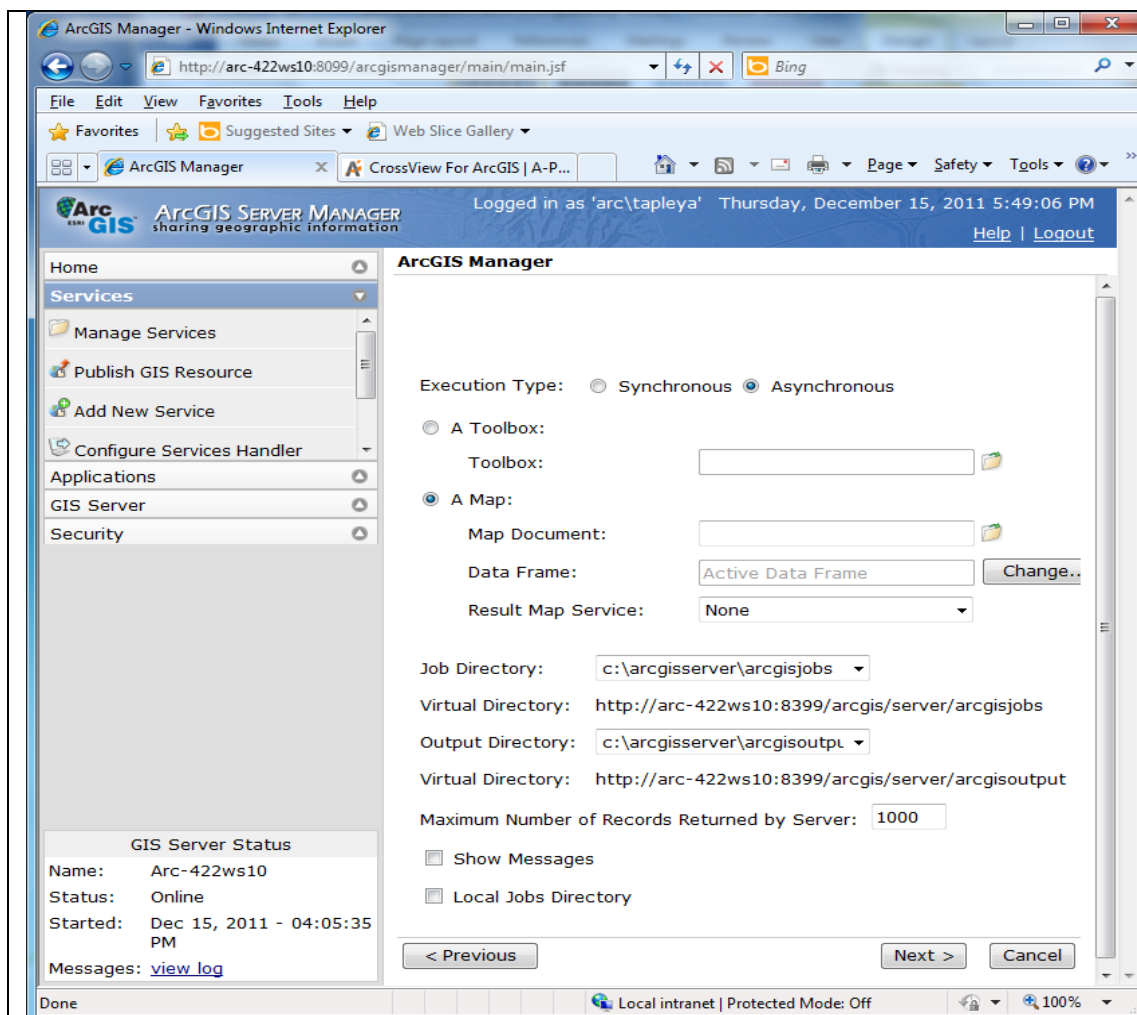 ArcGIS Manager - Windows Internet Explorer
http://arc-422ws10:8099/arcgismanager/main/main.jsf
Bing
File Edit View Favorites Tools Help
Favorites Suggested Sites Web Slice Gallery
ArcGIS Manager CrossView For ArcGIS | A-P... Page Safety Tools »
Arc GIS ESRI
ArcGIS Server Manager
sharing geographic information
Logged in as 'arc\tapleya' Thursday, December 15, 2011 5:49:06 PM
Help | Logout
Home
Services
Manage Services
Publish GIS Resource
Add New Service
Configure Services Handler
Applications
GIS Server
Security
GIS Server Status
Name: Arc-422ws10
Status: Online
Started: Dec 15, 2011 - 04:05:35 PM
Messages: view log
ArcGIS Manager
Execution Type: Synchronous Asynchronous
A Toolbox:
Toolbox:
A Map:
Map Document:
Data Frame: Active Data Frame Change..
Result Map Service: None
Job Directory: c:\arcgisserver\arcgisjobs
Virtual Directory: http://arc-422ws10:8399/arcgis/server/arcgisjobs
Output Directory: c:\arcgisserver\arcgisoutpu
Virtual Directory: http://arc-422ws10:8399/arcgis/server/arcgisoutput
Maximum Number of Records Returned by Server: 1000
Show Messages
Local Jobs Directory
< Previous Next > Cancel
Done Local intranet | Protected Mode: Off 100%